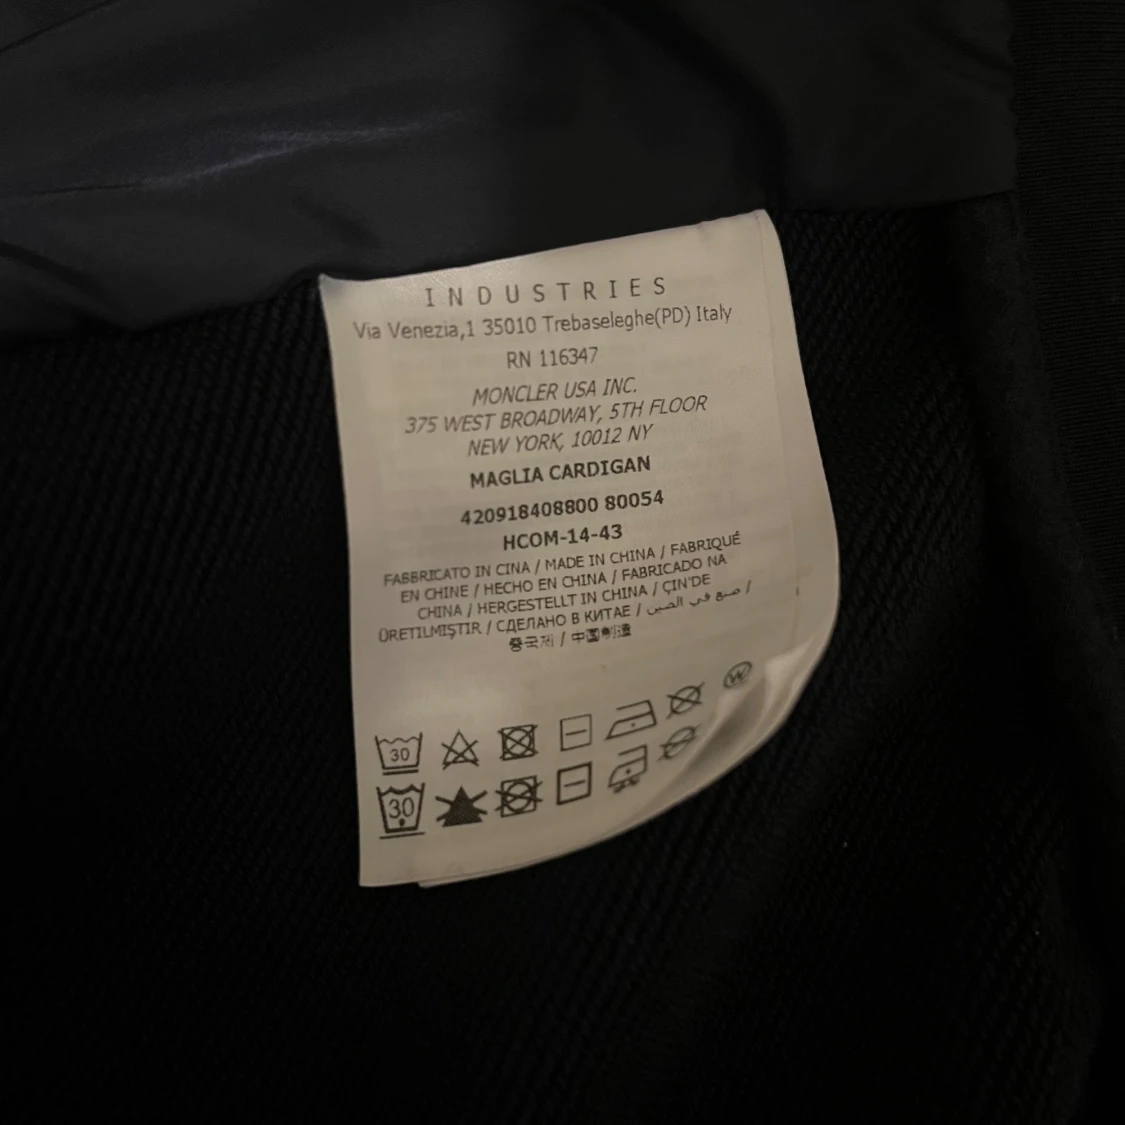 INDUSTRIES
Via Venezia,1 35010 Trebaseleghe(PD) Italy
RN 116347
MONCLER USA INC.
375 WEST BROADWAY, 5TH FLOOR
NEW YORK, 10012 NY
MAGLIA CARDIGAN
420918408800 80054
HCOM-14-43
FABBRICATO IN CINA / MADE IN CHINA / FABRIQUÉ
EN CHINE / HECHO EN CHINA / FABRICADO NA
CHINA / HERGESTELLT IN CHINA / ÇIN'DE
ÜRETILMIŞTIR / СДЕЛАНО В КИТАЕ / صنع في الصين /
중국제 / 中国制造
30
W
30